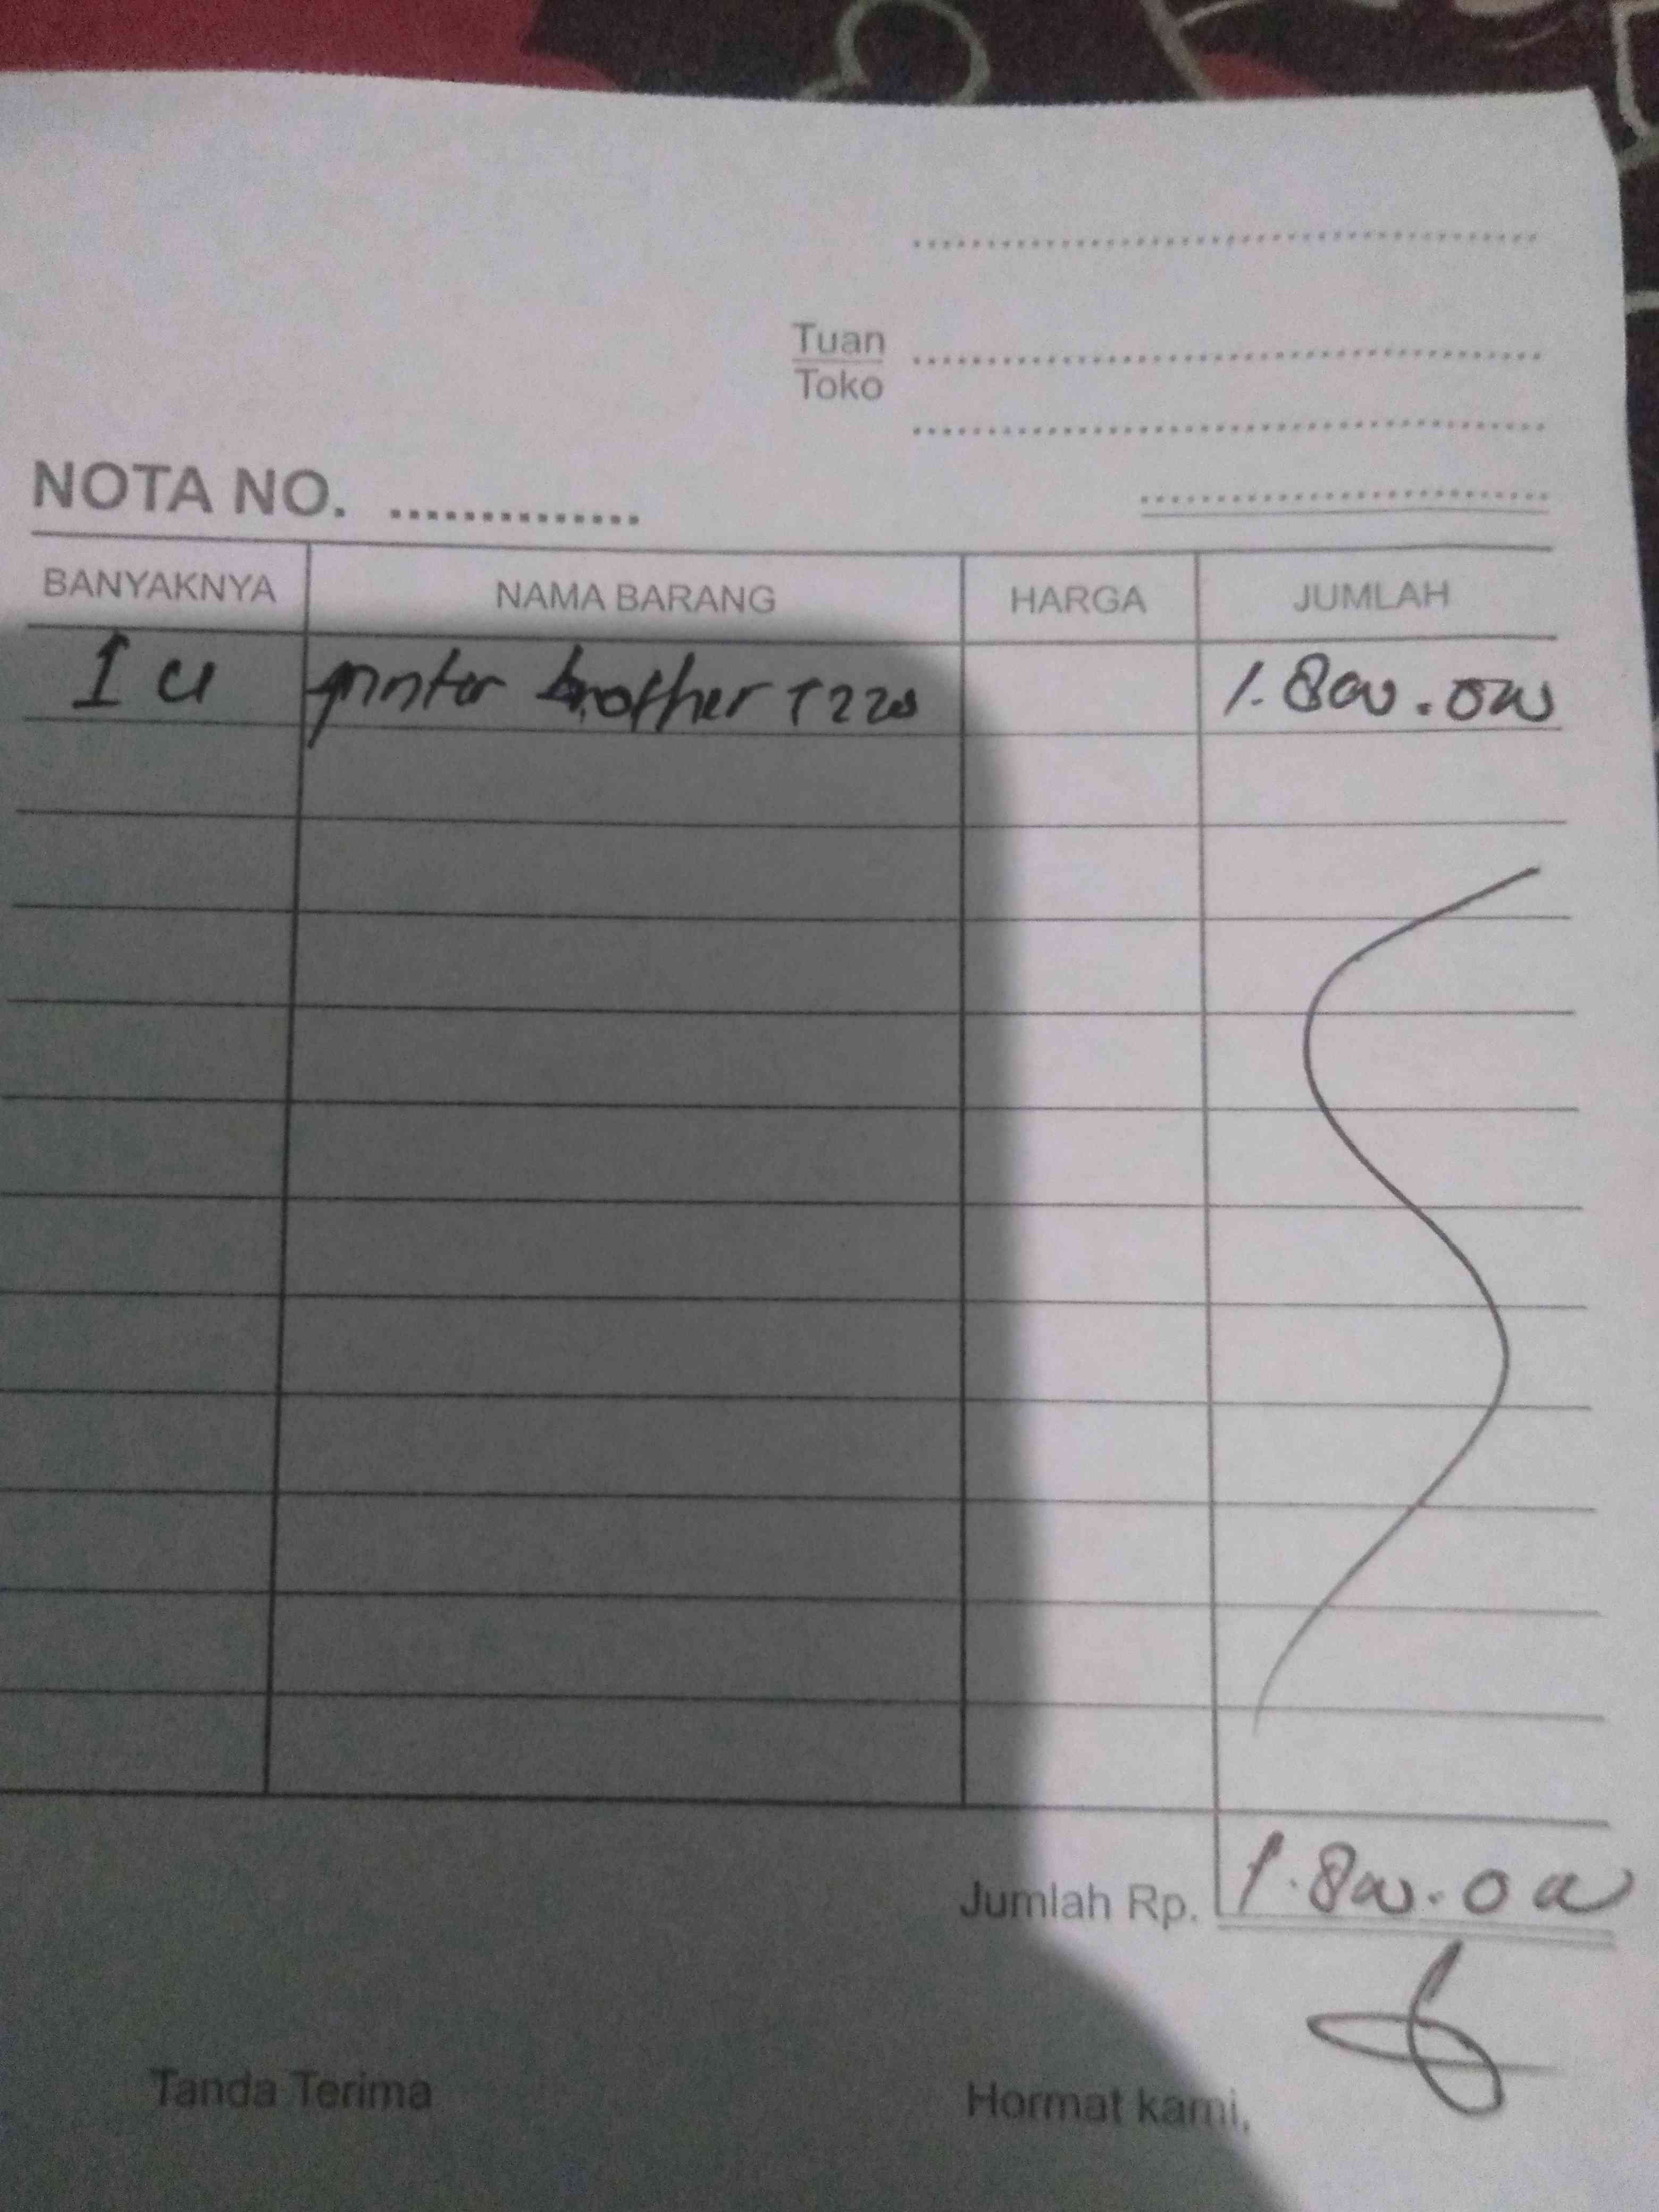 Tuan
Toko
NOTA NO. ..............
BANYAKNYA NAMA BARANG HARGA JUMLAH
1 U printer brother T220 1.800.000
Jumlah Rp. 1.800.000
Tanda Terima Hormat kami,